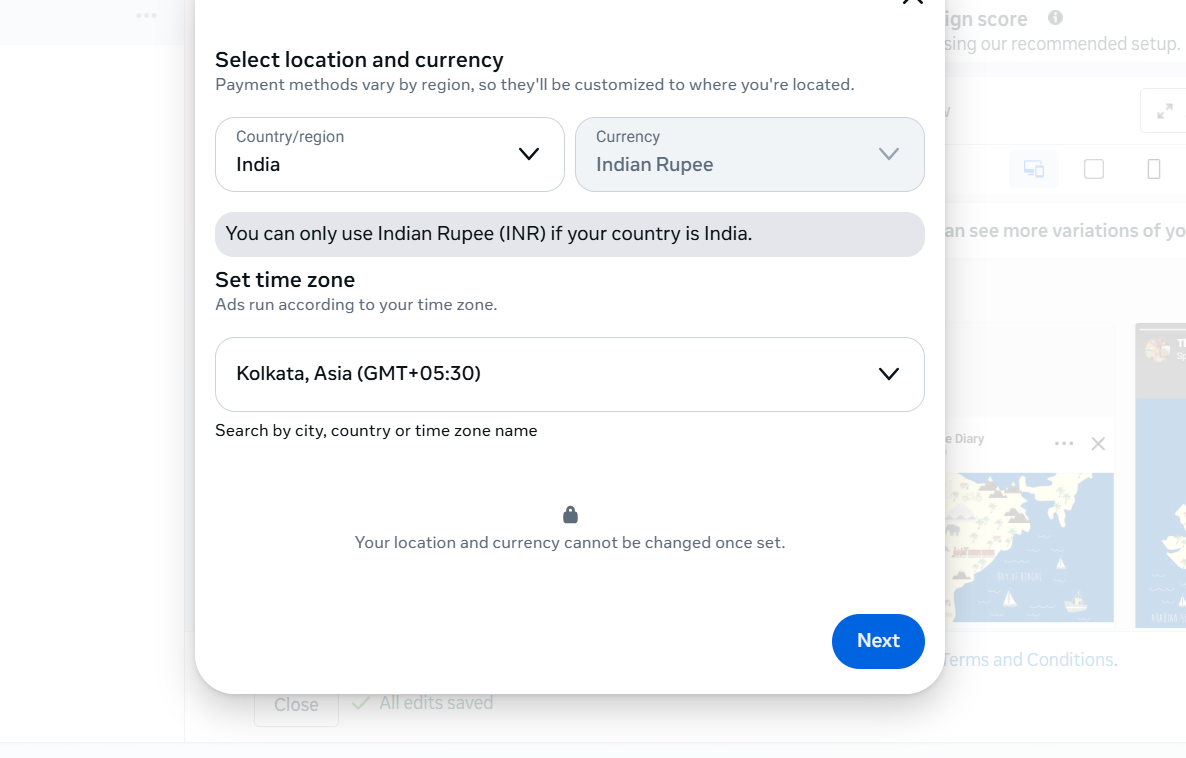 ign score
sing our recommended setup.
Select location and currency
Payment methods vary by region, so they'll be customized to where you're located.
Country/region
India
Currency
Indian Rupee
You can only use Indian Rupee (INR) if your country is India.
an see more variations of yo
Set time zone
Ads run according to your time zone.
Kolkata, Asia (GMT+05:30)
Search by city, country or time zone name
e Diary
BAY OF BENGAL
Your location and currency cannot be changed once set.
Next
Terms and Conditions.
Close
All edits saved